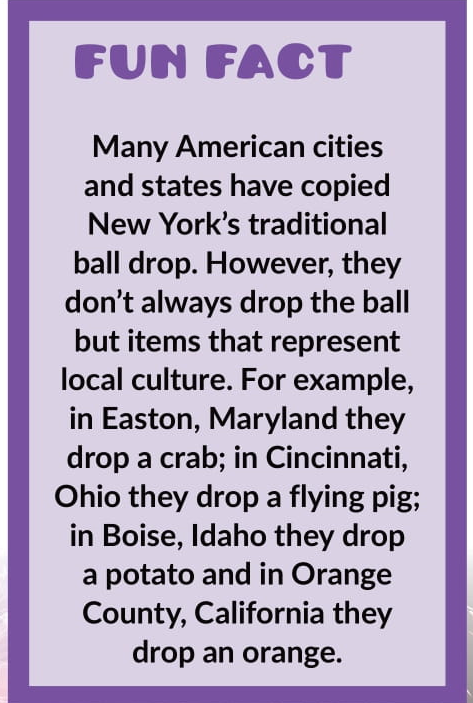 FUN FACT
Many American cities
and states have copied
New York's traditional
ball drop. However, they
don't always drop the ball
but items that represent
local culture. For example,
in Easton, Maryland they
drop a crab; in Cincinnati,
Ohio they drop a flying pig;
in Boise, Idaho they drop
a potato and in Orange
County, California they
drop an orange.